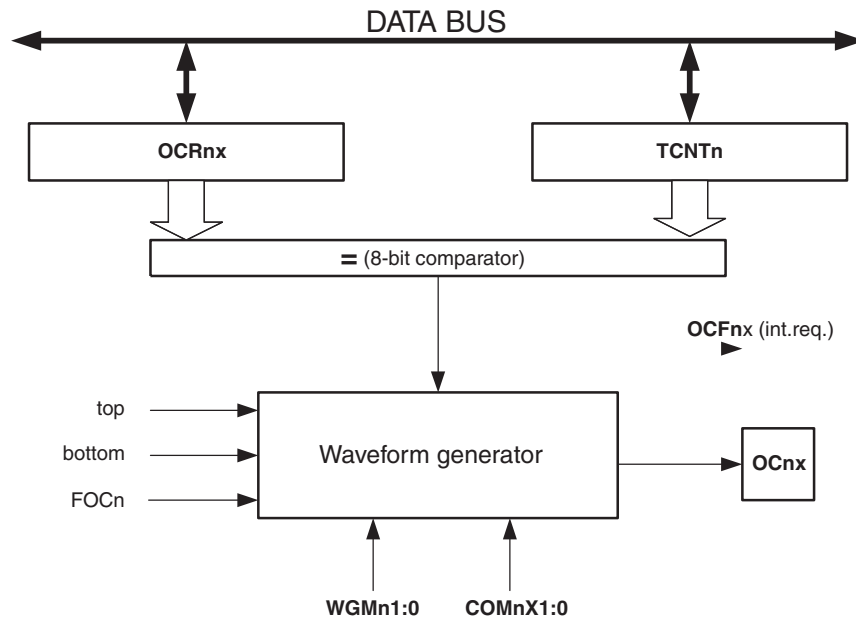 DATA BUS
OCRnx
TCNTn
= (8-bit comparator)
OCFnx (int.req.)
top
bottom
FOCn
Waveform generator
OCnx
WGMn1:0
COMnX1:0